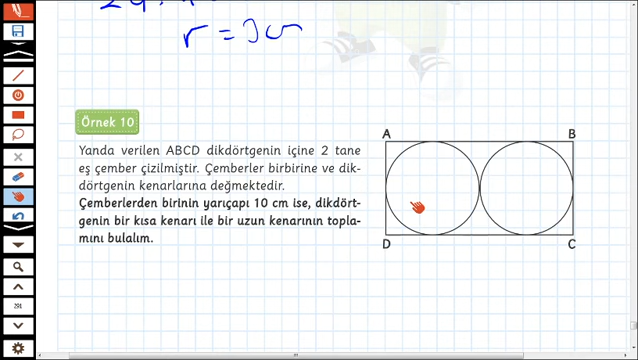 r = 3 cm
Örnek 10
Yanda verilen ABCD dikdörtgenin içine 2 tane
eş çember çizilmiştir. Çemberler birbirine ve dik-
dörtgenin kenarlarına değmektedir.
Çemberlerden birinin yarıçapı 10 cm ise, dikdört-
genin bir kısa kenarı ile bir uzun kenarının topla-
mını bulalım.
A B
D C